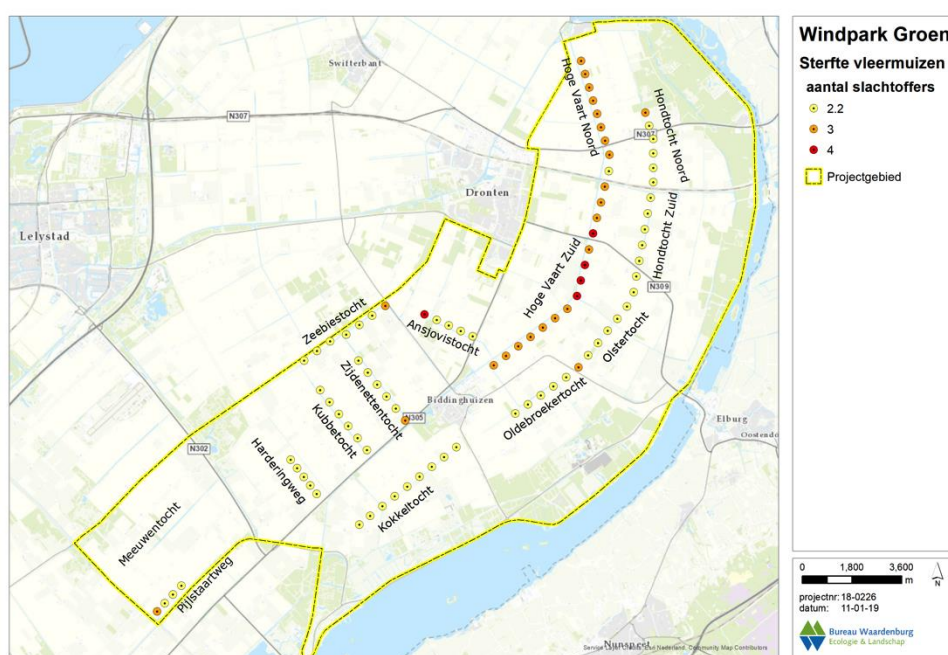 Windpark Groen
Sterfte vleermuizen
aantal slachtoffers
2.2
3
4
Projectgebied
Swifterbant
N307
Dronten
Lelystad
Hoge Vaart Noord
Hondtocht Noord
N307
Hondtocht Zuid
Hoge Vaart Zuid
N309
Zeebiestocht
Ansjovistocht
Olstertocht
Zijdenettentocht
Biddinghuizen
Oldebroekertocht
N305
Kubbetocht
Elburg
N302
Harderingweg
Kokkeltocht
Meeuwentocht
Pijlstaartweg
0 1,800 3,600
m
N
projectnr: 18-0226
datum: 11-01-19
Bureau Waardenburg
Ecologie & Landschap